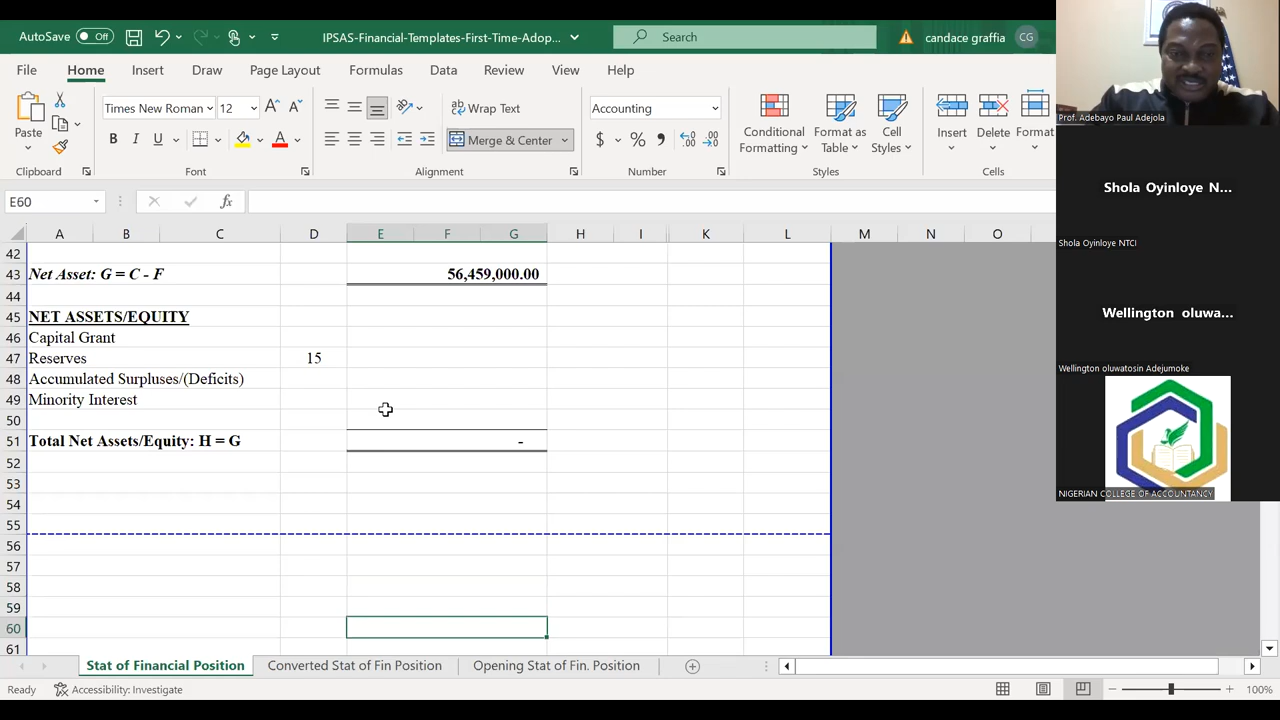 AutoSave Off IPSAS-Financial-Templates-First-Time-Adop... Search candace graffia CG
File Home Insert Draw Page Layout Formulas Data Review View Help
Paste Times New Roman 12 Wrap Text Accounting Conditional Formatting Format as Table Cell Styles Insert Delete Format
B I U A Merge & Center $ % 9
Clipboard Font Alignment Number Styles Cells
E60 fx
A B C D E F G H I K L M N O
42
43 Net Asset: G = C - F 56,459,000.00
44
45 NET ASSETS/EQUITY
46 Capital Grant
47 Reserves 15
48 Accumulated Surpluses/(Deficits)
49 Minority Interest
50
51 Total Net Assets/Equity: H = G -
52
53
54
55
56
57
58
59
60
61
Stat of Financial Position Converted Stat of Fin Position Opening Stat of Fin. Position
Ready Accessibility: Investigate 100%
Prof. Adebayo Paul Adejola
Shola Oyinloye N...
Shola Oyinloye NTCI
Wellington oluwa...
Wellington oluwatosin Adejumoke
NIGERIAN COLLEGE OF ACCOUNTANCY